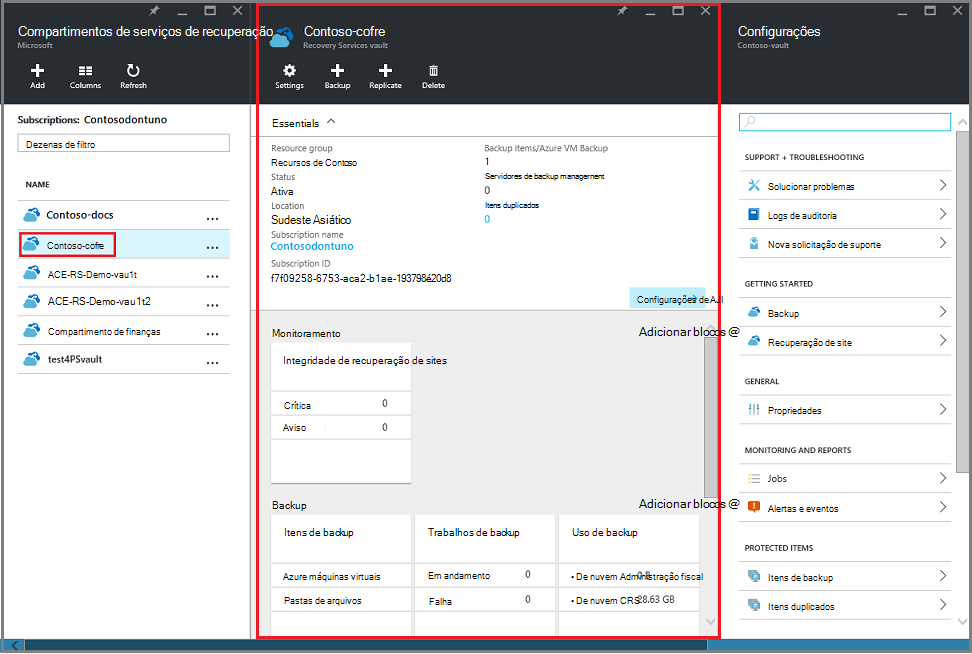 Compartimentos de serviços de recuperação
Microsoft
Add
Columns
Refresh
Subscriptions: Contosodontuno
Dezenas de filtro
NAME
Contoso-docs
...
Contoso-cofre
...
ACE-RS-Demo-vau1t
...
ACE-RS-Demo-vau1t2
...
Compartimento de finanças
...
test4PSvault
...
Contoso-cofre
Recovery Services vault
Settings
Backup
Replicate
Delete
Essentials
Resource group
Recursos de Contoso
Status
Ativa
Location
Sudeste Asiático
Subscription name
Contosodontuno
Subscription ID
f7f09258-6753-aca2-b1ae-193798é20d8
Backup items/Azure VM Backup
1
Servidores de backup management
0
Itens duplicados
0
Configurações de AJI
Monitoramento
Adicionar blocos @
Integridade de recuperação de sites
Crítica 0
Aviso 0
Backup
Adicionar blocos @
Itens de backup
Azure máquinas virtuais
Pastas de arquivos
Trabalhos de backup
Em andamento 0
Falha 0
Uso de backup
• De nuvem Administração fiscal 0 B
• De nuvem CRS 28.63 GB
Configurações
Contoso-vault
SUPPORT + TROUBLESHOOTING
Solucionar problemas
Logs de auditoria
Nova solicitação de suporte
GETTING STARTED
Backup
Recuperação de site
GENERAL
Propriedades
MONITORING AND REPORTS
Jobs
Alertas e eventos
PROTECTED ITEMS
Itens de backup
Itens duplicados